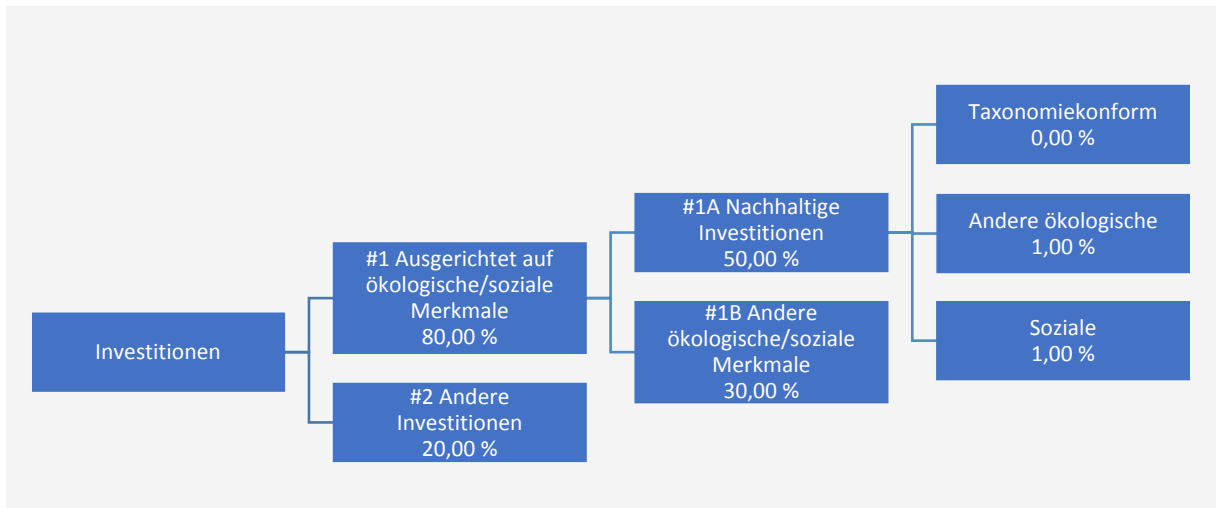 Investitionen
#1 Ausgerichtet auf
ökologische/soziale
Merkmale
80,00 %
#2 Andere
Investitionen
20,00 %
#1A Nachhaltige
Investitionen
50,00 %
#1B Andere
ökologische/soziale
Merkmale
30,00 %
Taxonomiekonform
0,00 %
Andere ökologische
1,00 %
Soziale
1,00 %